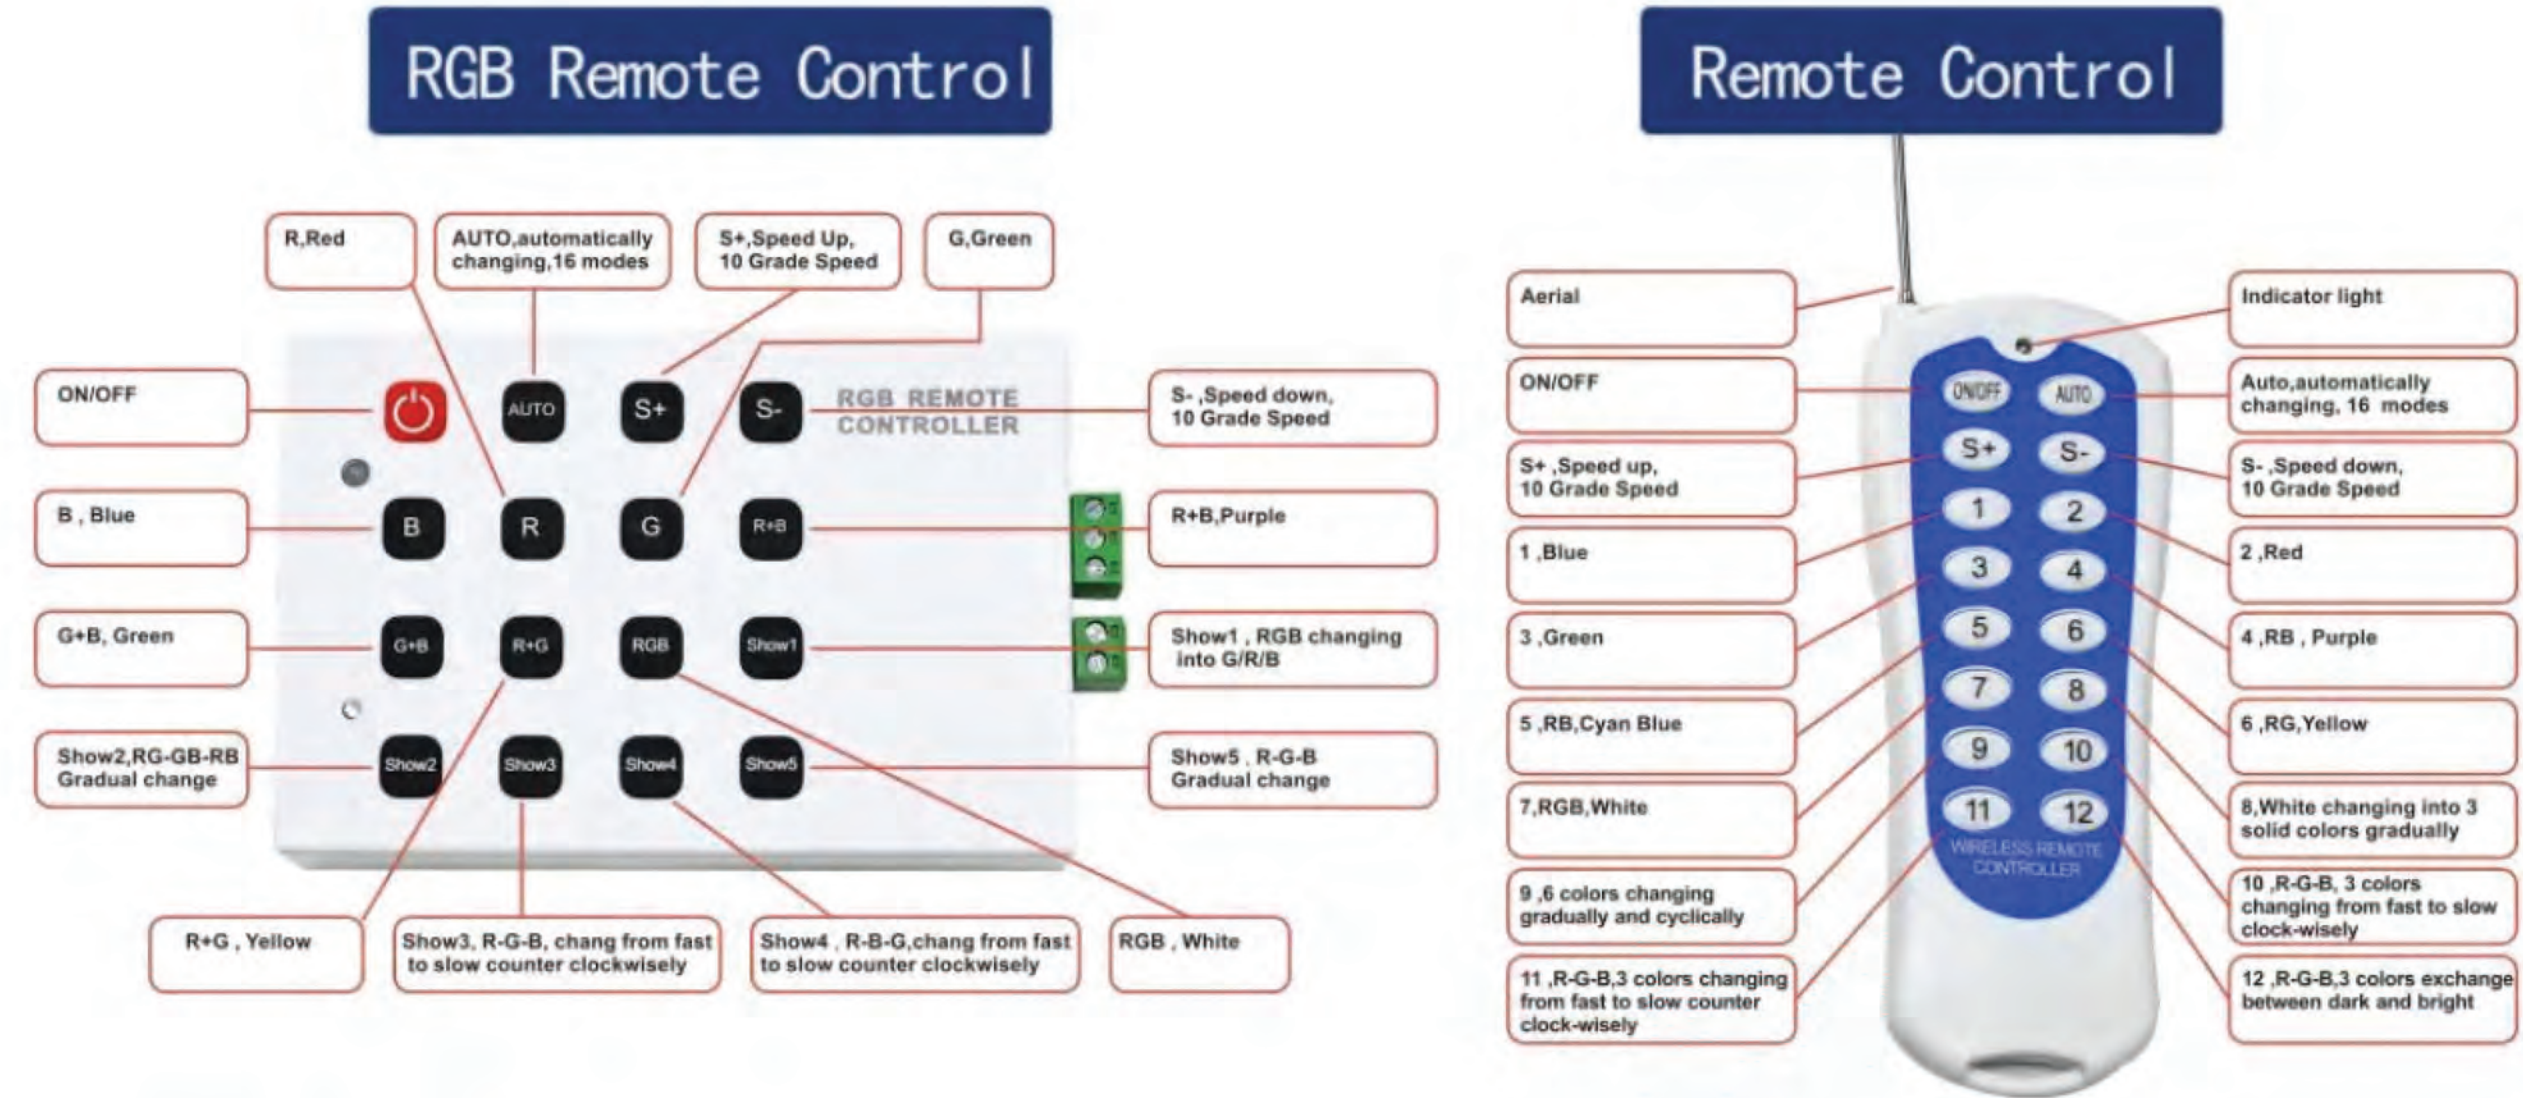 RGB Remote Control
R,Red
AUTO,automatically
changing,16 modes
S+,Speed Up,
10 Grade Speed
G,Green
ON/OFF
AUTO
S+
S-
RGB REMOTE
CONTROLLER
S- ,Speed down,
10 Grade Speed
B , Blue
B
R
G
R+B
R+B,Purple
G+B, Green
G+B
R+G
RGB
Show1
Show1 , RGB changing
into G/R/B
Show2,RG-GB-RB
Gradual change
Show2
Show3
Show4
Show5
Show5 , R-G-B
Gradual change
R+G , Yellow
Show3, R-G-B, chang from fast
to slow counter clockwisely
Show4 , R-B-G,chang from fast
to slow counter clockwisely
RGB , White
Remote Control
Aerial
Indicator light
ON/OFF
ON/OFF
AUTO
Auto,automatically
changing, 16 modes
S+ ,Speed up,
10 Grade Speed
S+
S-
S- ,Speed down,
10 Grade Speed
1 ,Blue
1
2
2 ,Red
3 ,Green
3
4
4 ,RB , Purple
5 ,RB,Cyan Blue
5
6
6 ,RG,Yellow
7,RGB,White
7
8
8,White changing into 3
solid colors gradually
9 ,6 colors changing
gradually and cyclically
9
10
10 ,R-G-B, 3 colors
changing from fast to slow
clock-wisely
11 ,R-G-B,3 colors changing
from fast to slow counter
clock-wisely
11
12
12 ,R-G-B,3 colors exchange
between dark and bright
WIRELESS REMOTE
CONTROLLER